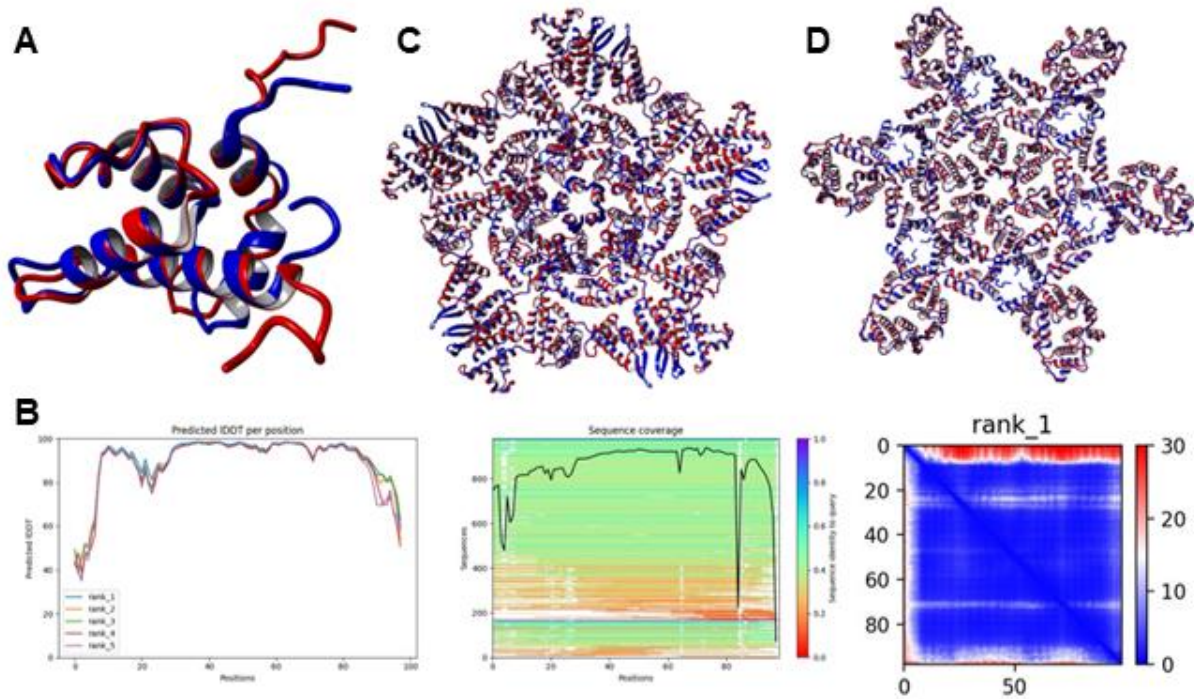 A
C
D
B
Predicted lDDT per position
Predicted lDDT
100
80
60
40
20
0
rank_1
rank_2
rank_3
rank_4
rank_5
0
20
40
60
80
100
Positions
Sequence coverage
Sequences
800
600
400
200
0
0
20
40
60
80
Positions
1.0
0.8
0.6
0.4
0.2
0.0
Sequence identity to query
rank_1
0
20
40
60
80
0
50
30
20
10
0